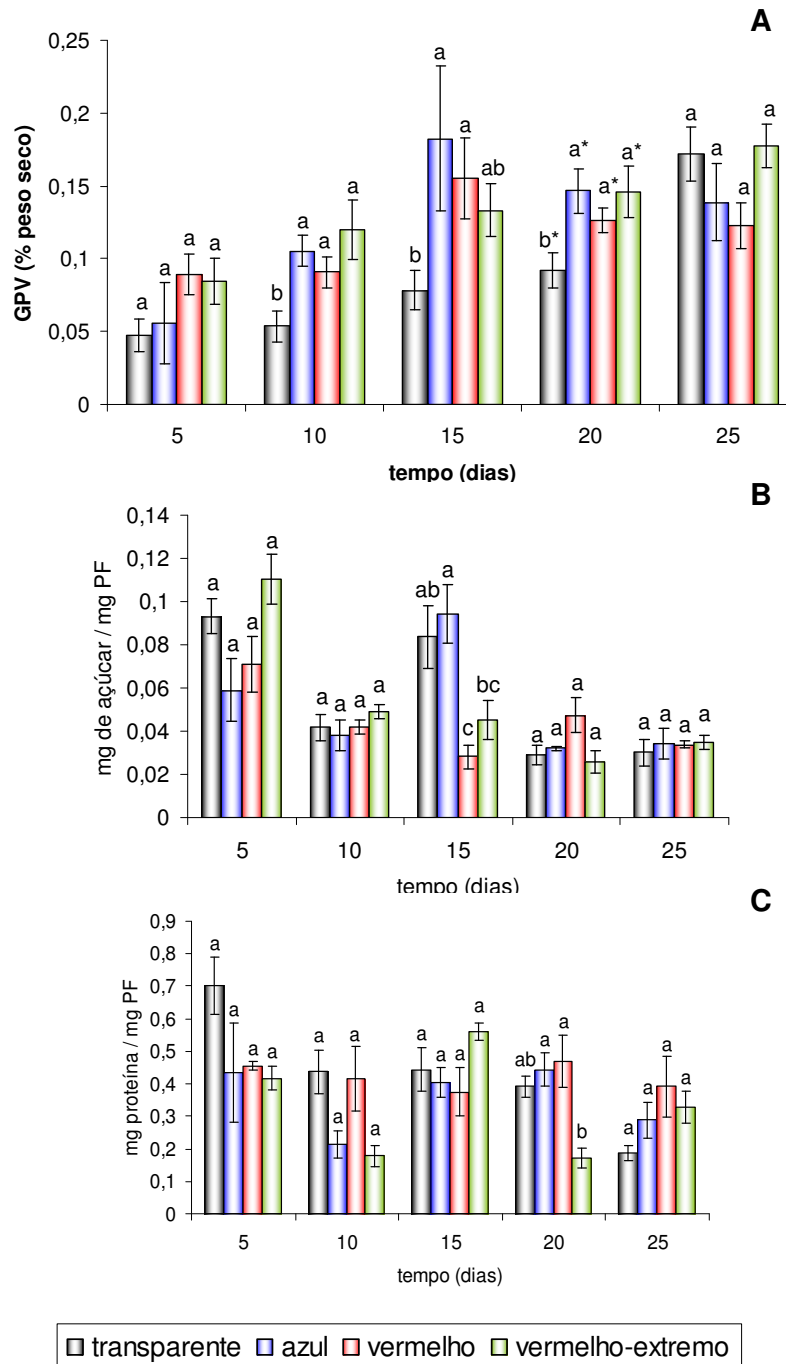 A
GPV (% peso seco)
0,25
0,2
0,15
0,1
0,05
0
a a a a
b a a a
b a a ab
b* a* a* a*
a a a a
5 10 15 20 25
tempo (dias)
B
mg de açúcar / mg PF
0,14
0,12
0,1
0,08
0,06
0,04
0,02
0
a a a a
a a a a
ab a c bc
a a a a
a a a a
5 10 15 20 25
tempo (dias)
C
mg proteína / mg PF
0,9
0,8
0,7
0,6
0,5
0,4
0,3
0,2
0,1
0
a a a a
a a a a
a a a a
ab a a b
a a a a
5 10 15 20 25
tempo (dias)
transparente azul vermelho vermelho-extremo